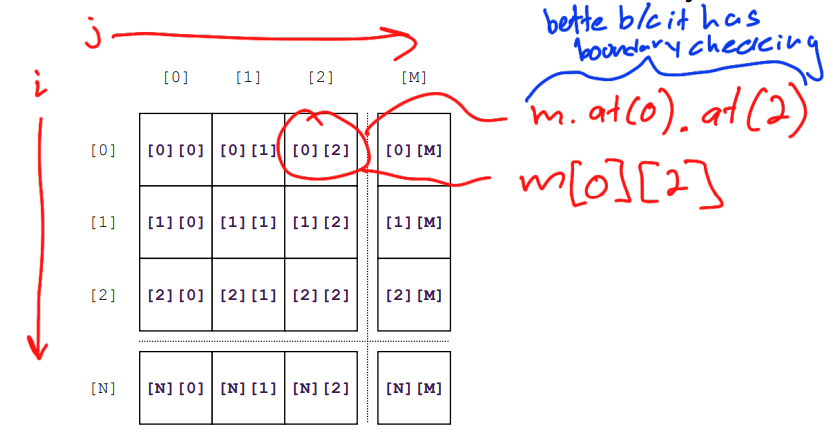 bette b/c it has
boundary checking
j
i
[0] [1] [2] [M]
m.at(0).at(2)
[0] [0][0] [0][1] [0][2] [0][M]
m[0][2]
[1] [1][0] [1][1] [1][2] [1][M]
[2] [2][0] [2][1] [2][2] [2][M]
[N] [N][0] [N][1] [N][2] [N][M]